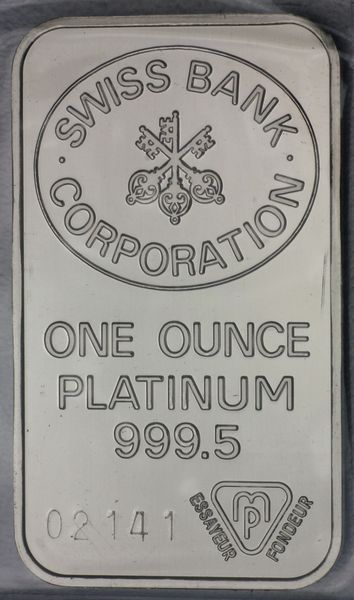 · SWISS BANK ·
CORPORATION
ONE OUNCE
PLATINUM
999.5
02141
ESSAYEUR
FONDEUR
MP